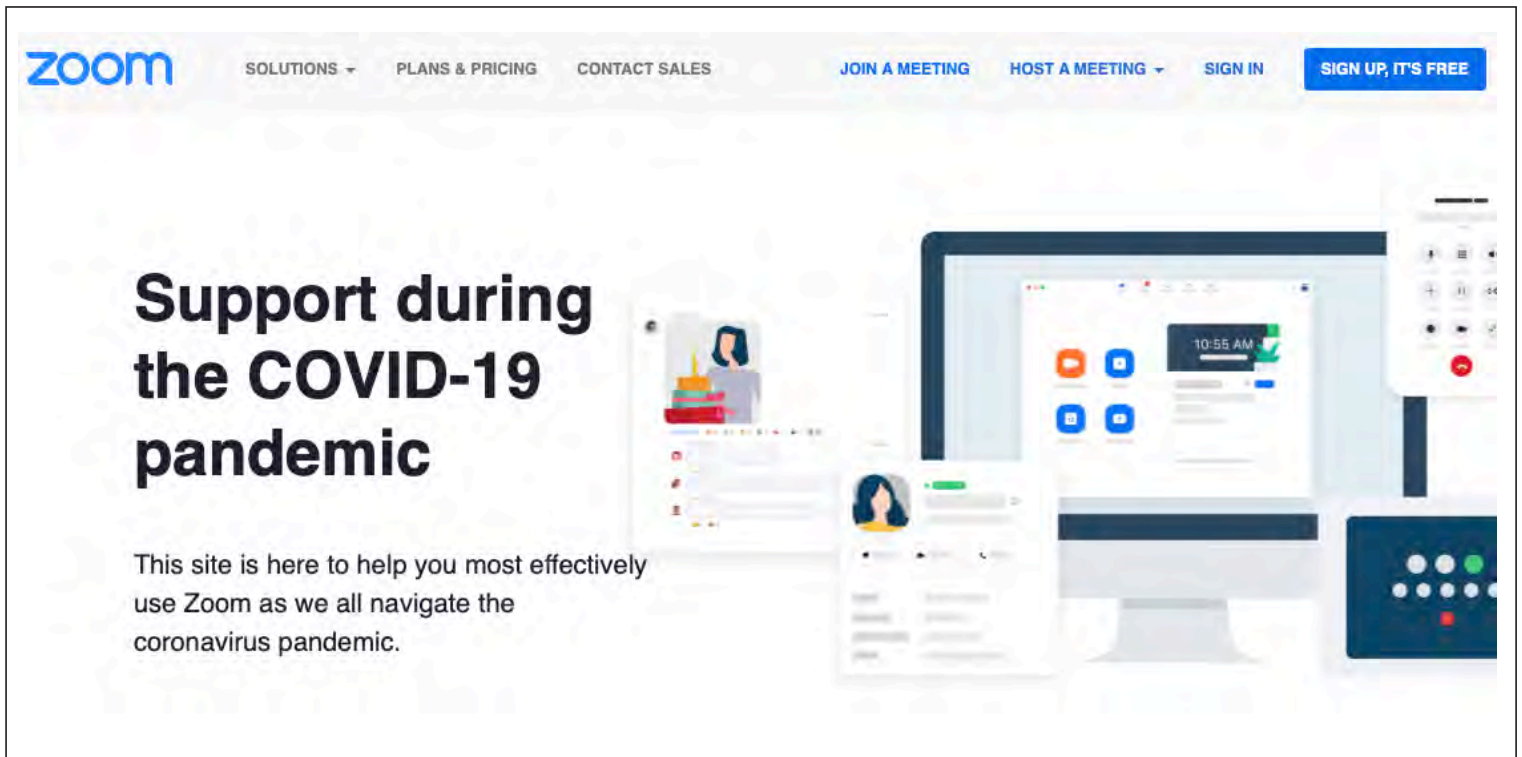 zoom
SOLUTIONS
PLANS & PRICING
CONTACT SALES
JOIN A MEETING
HOST A MEETING
SIGN IN
SIGN UP, IT'S FREE
Support during
the COVID-19
pandemic
This site is here to help you most effectively
use Zoom as we all navigate the
coronavirus pandemic.
10:55 AM